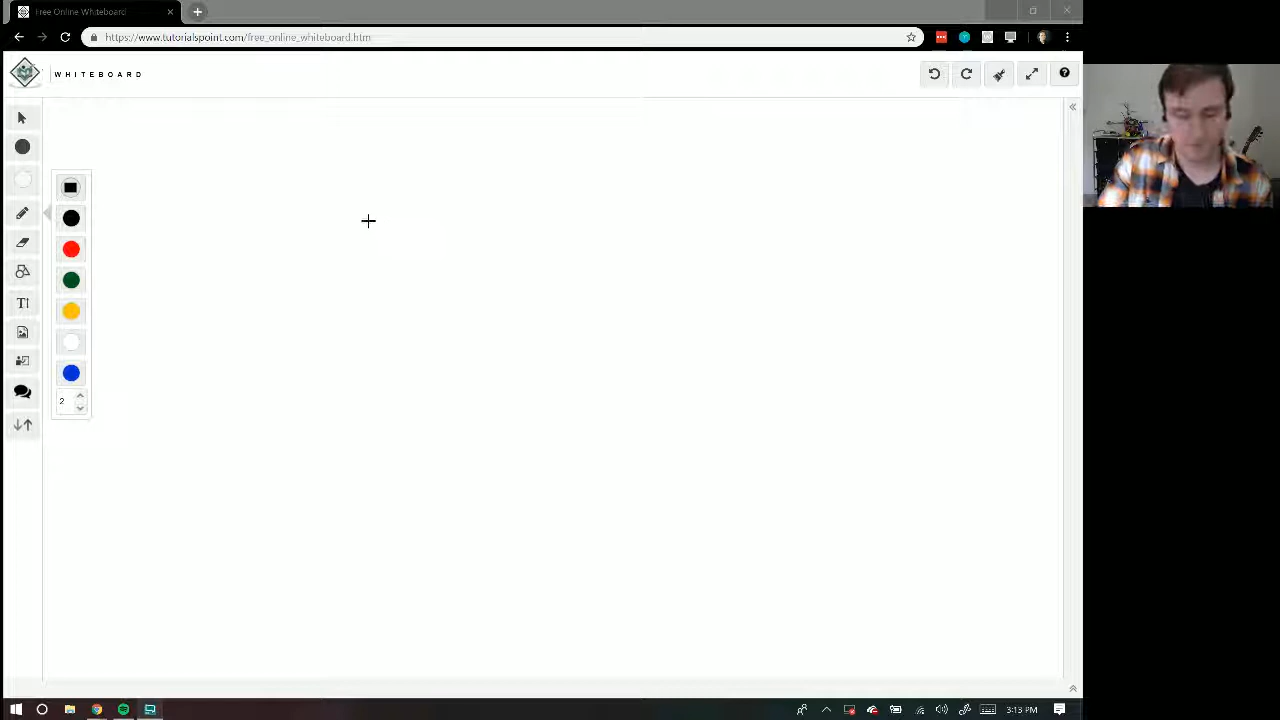 Free Online Whiteboard
https://www.tutorialspoint.com/free_online_whiteboard.htm
WHITEBOARD
T
2
3:13 PM